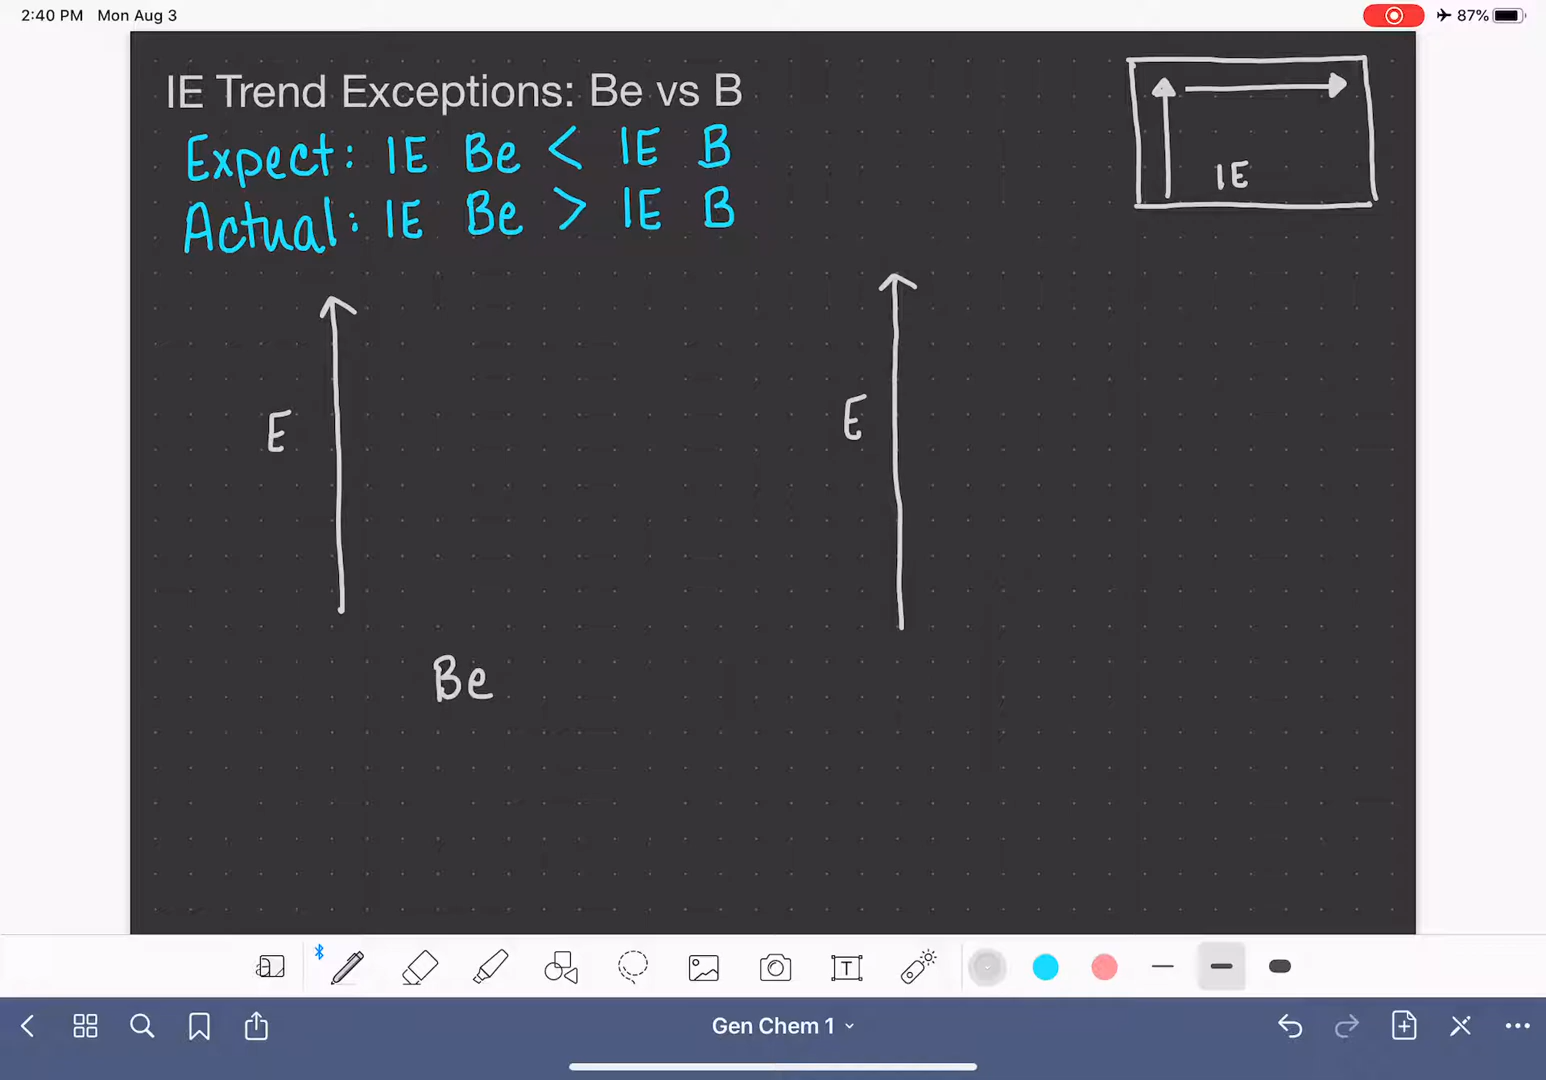 2:40 PM Mon Aug 3
87%
IE Trend Exceptions: Be vs B
Expect: IE Be < IE B
Actual: IE Be > IE B
IE
E
E
Be
T
Gen Chem 1